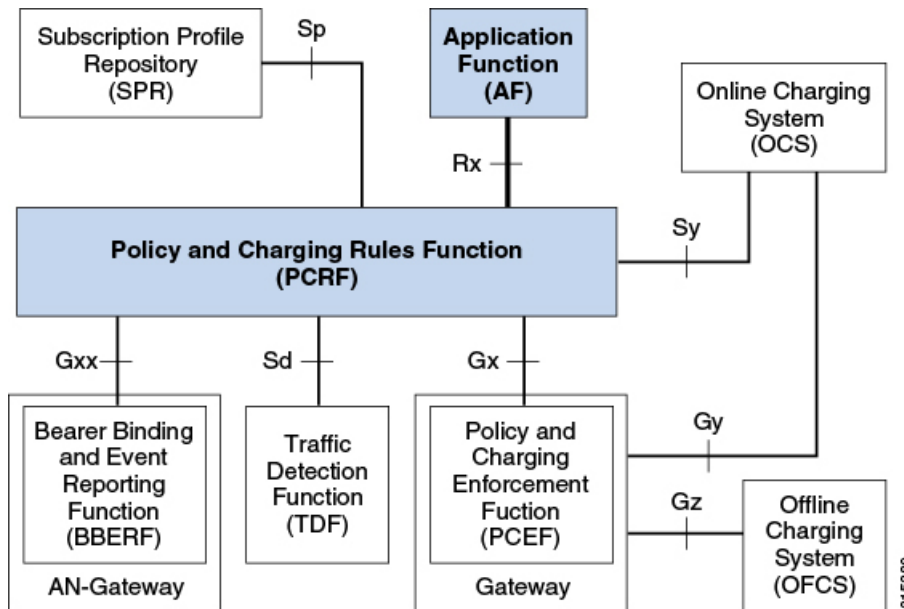 Subscription Profile
Repository
(SPR)
Sp
Application
Function
(AF)
Online Charging
System
(OCS)
Rx
Policy and Charging Rules Function
(PCRF)
Sy
Gxx
Sd
Gx
Bearer Binding
and Event
Reporting
Function
(BBERF)
AN-Gateway
Traffic
Detection
Function
(TDF)
Policy and
Charging
Enforcement
Fuction
(PCEF)
Gateway
Gy
Gz
Offline
Charging
System
(OFCS)